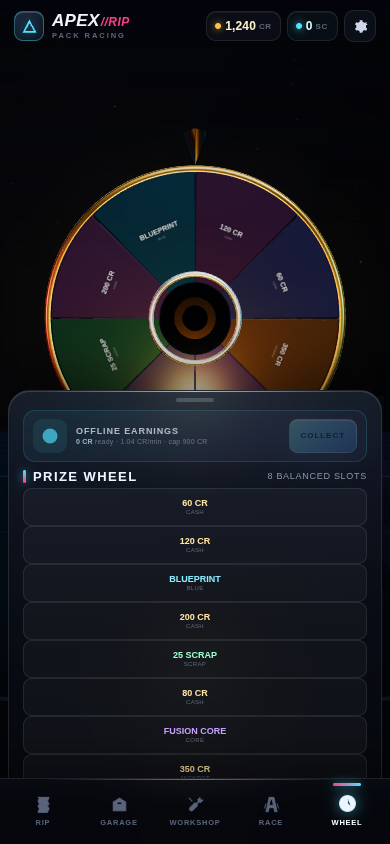 APEX//RIP
PACK RACING
1,240 CR
0 SC
BLUEPRINT
120 CR
200 CR
60 CR
25 SCRAP
350 CR
OFFLINE EARNINGS
0 CR ready · 1.04 CR/min · cap 900 CR
COLLECT
PRIZE WHEEL
8 BALANCED SLOTS
60 CR
CASH
120 CR
CASH
BLUEPRINT
BLUE
200 CR
CASH
25 SCRAP
SCRAP
80 CR
CASH
FUSION CORE
CORE
350 CR
RIP
GARAGE
WORKSHOP
RACE
WHEEL